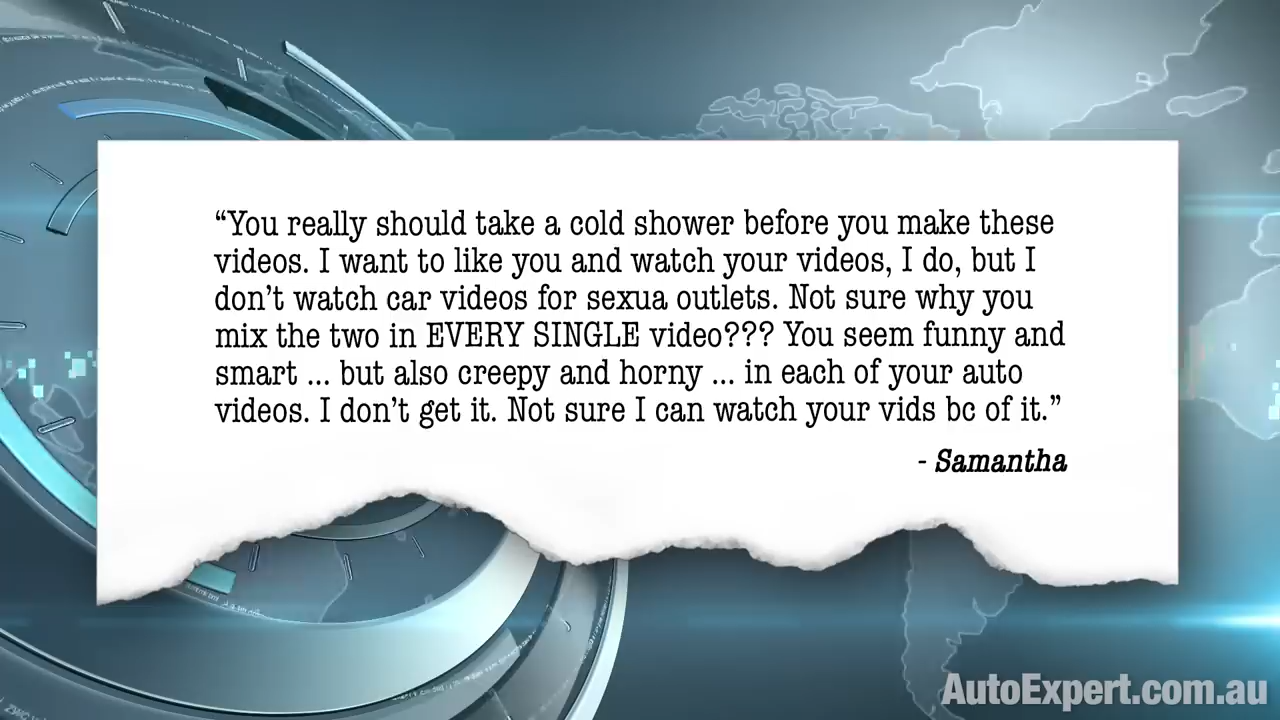 “You really should take a cold shower before you make these
videos. I want to like you and watch your videos, I do, but I
don’t watch car videos for sexua outlets. Not sure why you
mix the two in EVERY SINGLE video??? You seem funny and
smart ... but also creepy and horny ... in each of your auto
videos. I don’t get it. Not sure I can watch your vids bc of it.”
- Samantha
AutoExpert.com.au